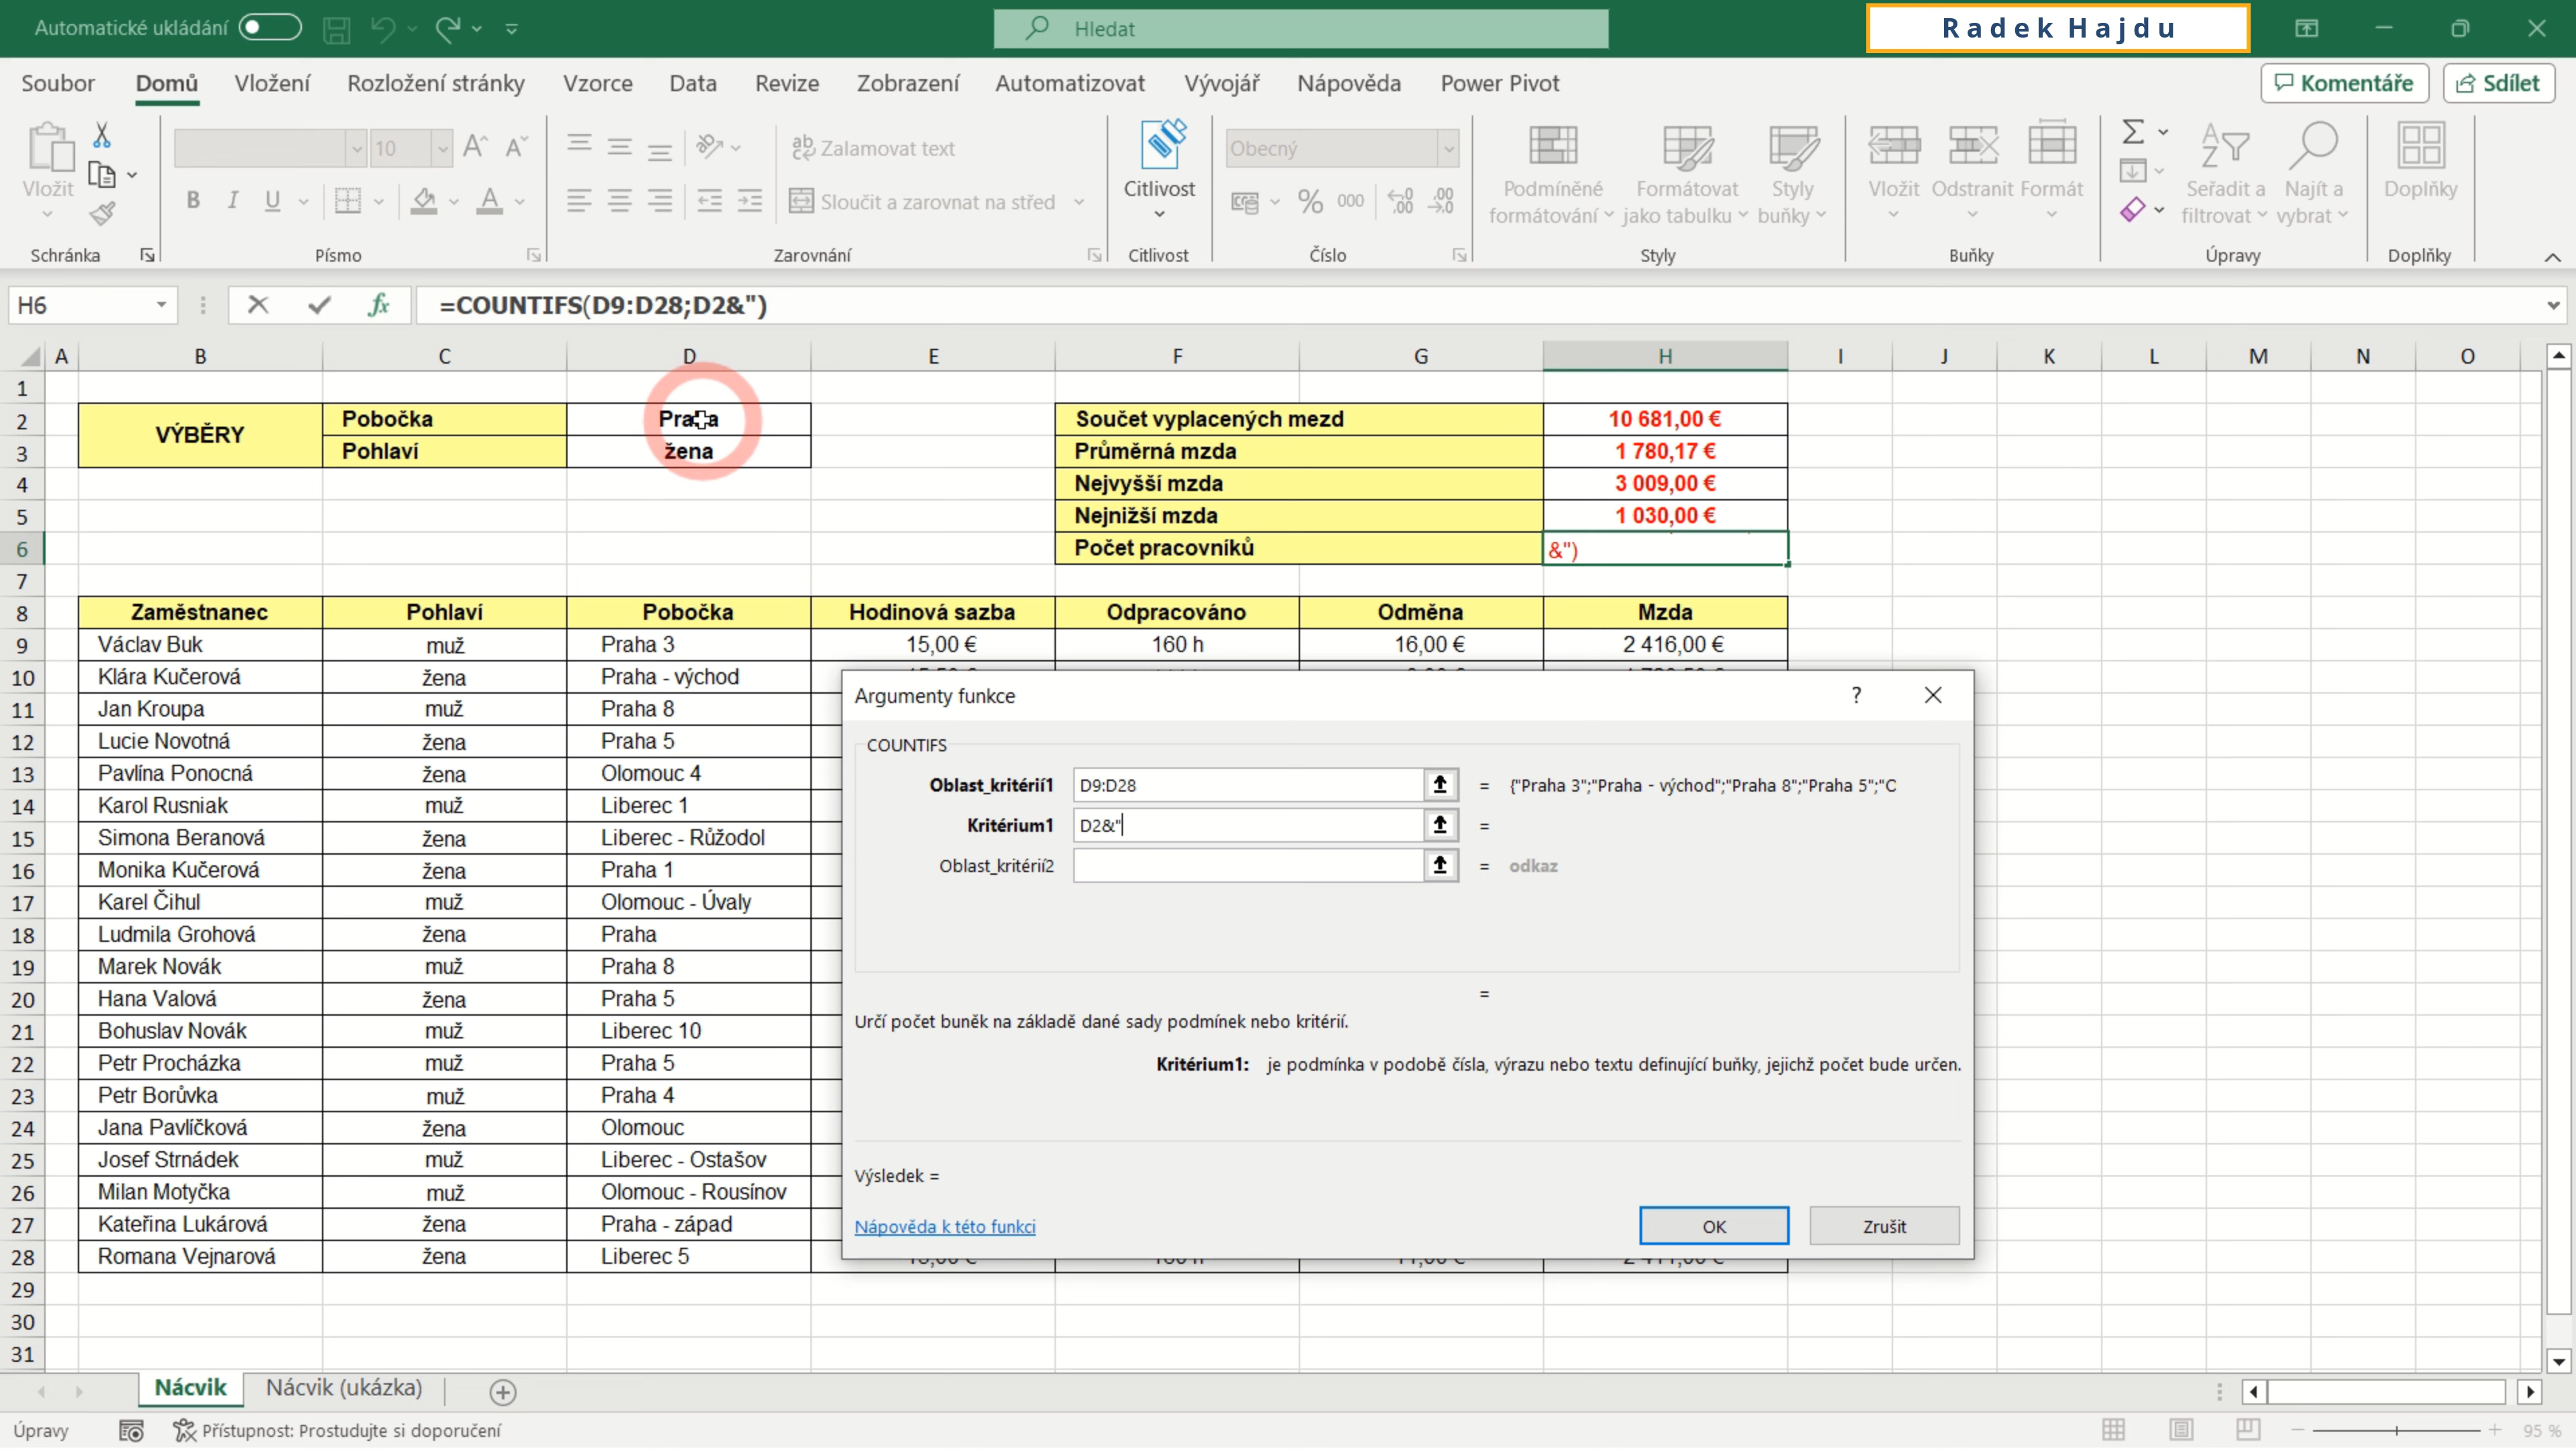 Automatické ukládání
Hledat
Radek Hajdu
Soubor Domů Vložení Rozložení stránky Vzorce Data Revize Zobrazení Automatizovat Vývojář Nápověda Power Pivot Komentáře Sdílet
Vložit
10
Zalamovat text
Sloučit a zarovnat na střed
Citlivost
Obecný
% 000
Podmíněné formátování
Formátovat jako tabulku
Styly buňky
Vložit Odstranit Formát
Seřadit a filtrovat
Najít a vybrat
Doplňky
Schránka Písmo Zarovnání Citlivost Číslo Styly Buňky Úpravy Doplňky
H6 fx =COUNTIFS(D9:D28;D2&")
A B C D E F G H I J K L M N O
1
2 VÝBĚRY Pobočka Praha Součet vyplacených mezd 10 681,00 €
3 Pohlaví žena Průměrná mzda 1 780,17 €
4 Nejvyšší mzda 3 009,00 €
5 Nejnižší mzda 1 030,00 €
6 Počet pracovníků &")
7
8 Zaměstnanec Pohlaví Pobočka Hodinová sazba Odpracováno Odměna Mzda
9 Václav Buk muž Praha 3 15,00 € 160 h 16,00 € 2 416,00 €
10 Klára Kučerová žena Praha - východ
11 Jan Kroupa muž Praha 8
12 Lucie Novotná žena Praha 5
13 Pavlína Ponocná žena Olomouc 4
14 Karol Rusniak muž Liberec 1
15 Simona Beranová žena Liberec - Růžodol
16 Monika Kučerová žena Praha 1
17 Karel Čihul muž Olomouc - Úvaly
18 Ludmila Grohová žena Praha
19 Marek Novák muž Praha 8
20 Hana Valová žena Praha 5
21 Bohuslav Novák muž Liberec 10
22 Petr Procházka muž Praha 5
23 Petr Borůvka muž Praha 4
24 Jana Pavlíčková žena Olomouc
25 Josef Strnádek muž Liberec - Ostašov
26 Milan Motyčka muž Olomouc - Rousínov
27 Kateřina Lukárová žena Praha - západ
28 Romana Vejnarová žena Liberec 5
29
30
31
Argumenty funkce ?
COUNTIFS
Oblast_kritérií1 D9:D28 = {"Praha 3";"Praha - východ";"Praha 8";"Praha 5";"O
Kritérium1 D2&" =
Oblast_kritérií2 = odkaz
=
Určí počet buněk na základě dané sady podmínek nebo kritérií.
Kritérium1: je podmínka v podobě čísla, výrazu nebo textu definující buňky, jejichž počet bude určen.
Výsledek =
Nápověda k této funkci
OK Zrušit
Nácvik Nácvik (ukázka)
Úpravy Přístupnost: Prostudujte si doporučení 95 %